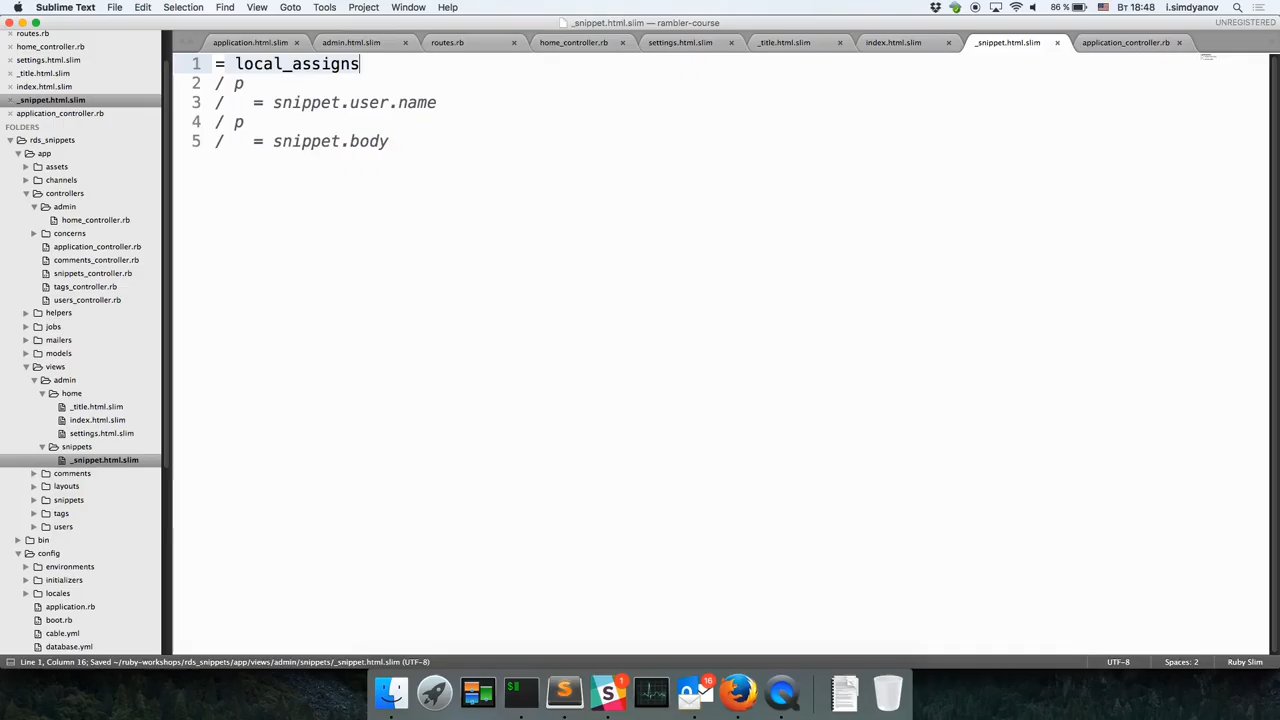 Sublime Text File Edit Selection Find View Goto Tools Project Window Help 86 % Вт 18:48 i.simdyanov
_snippet.html.slim — rambler-course UNREGISTERED
application.html.slim × admin.html.slim × routes.rb × home_controller.rb × settings.html.slim × _title.html.slim × index.html.slim × _snippet.html.slim × application_controller.rb ×
routes.rb
× home_controller.rb
× settings.html.slim
× _title.html.slim
× index.html.slim
× _snippet.html.slim
× application_controller.rb
FOLDERS
rds_snippets
app
assets
channels
controllers
admin
home_controller.rb
concerns
application_controller.rb
comments_controller.rb
snippets_controller.rb
tags_controller.rb
users_controller.rb
helpers
jobs
mailers
models
views
admin
home
_title.html.slim
index.html.slim
settings.html.slim
snippets
_snippet.html.slim
comments
layouts
snippets
tags
users
bin
config
environments
initializers
locales
application.rb
boot.rb
cable.yml
database.yml
1 = local_assigns
2 / p
3 /   = snippet.user.name
4 / p
5 /   = snippet.body
Line 1, Column 16; Saved ~/ruby-workshops/rds_snippets/app/views/admin/snippets/_snippet.html.slim (UTF-8) UTF-8 Spaces: 2 Ruby Slim
1
16